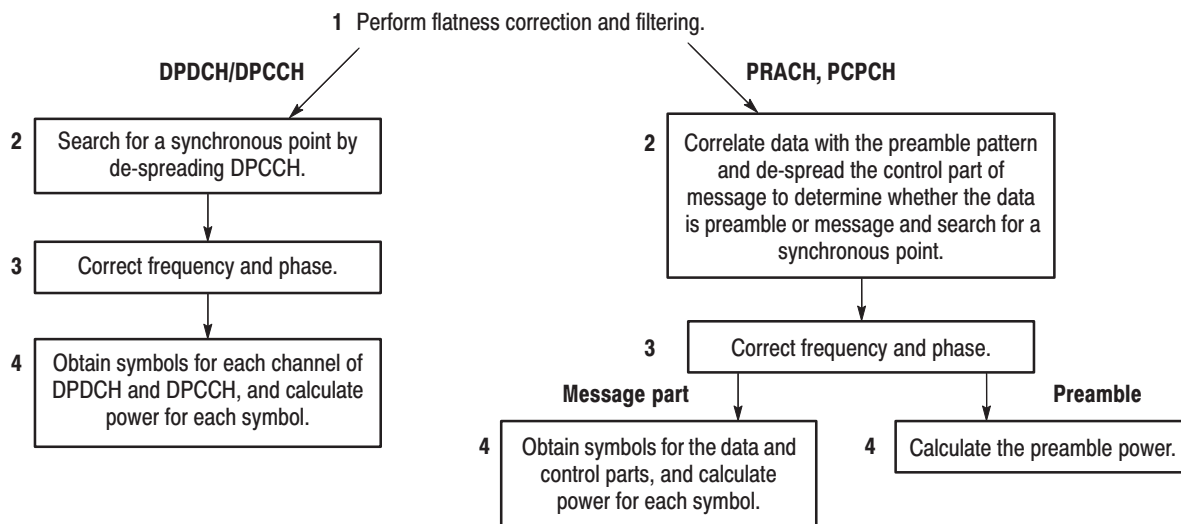 1 Perform flatness correction and filtering.
DPDCH/DPCCH
2 Search for a synchronous point by
de-spreading DPCCH.
3 Correct frequency and phase.
4 Obtain symbols for each channel of
DPDCH and DPCCH, and calculate
power for each symbol.
PRACH, PCPCH
2 Correlate data with the preamble pattern
and de-spread the control part of
message to determine whether the data
is preamble or message and search for a
synchronous point.
3 Correct frequency and phase.
Message part
4 Obtain symbols for the data and
control parts, and calculate
power for each symbol.
Preamble
4 Calculate the preamble power.